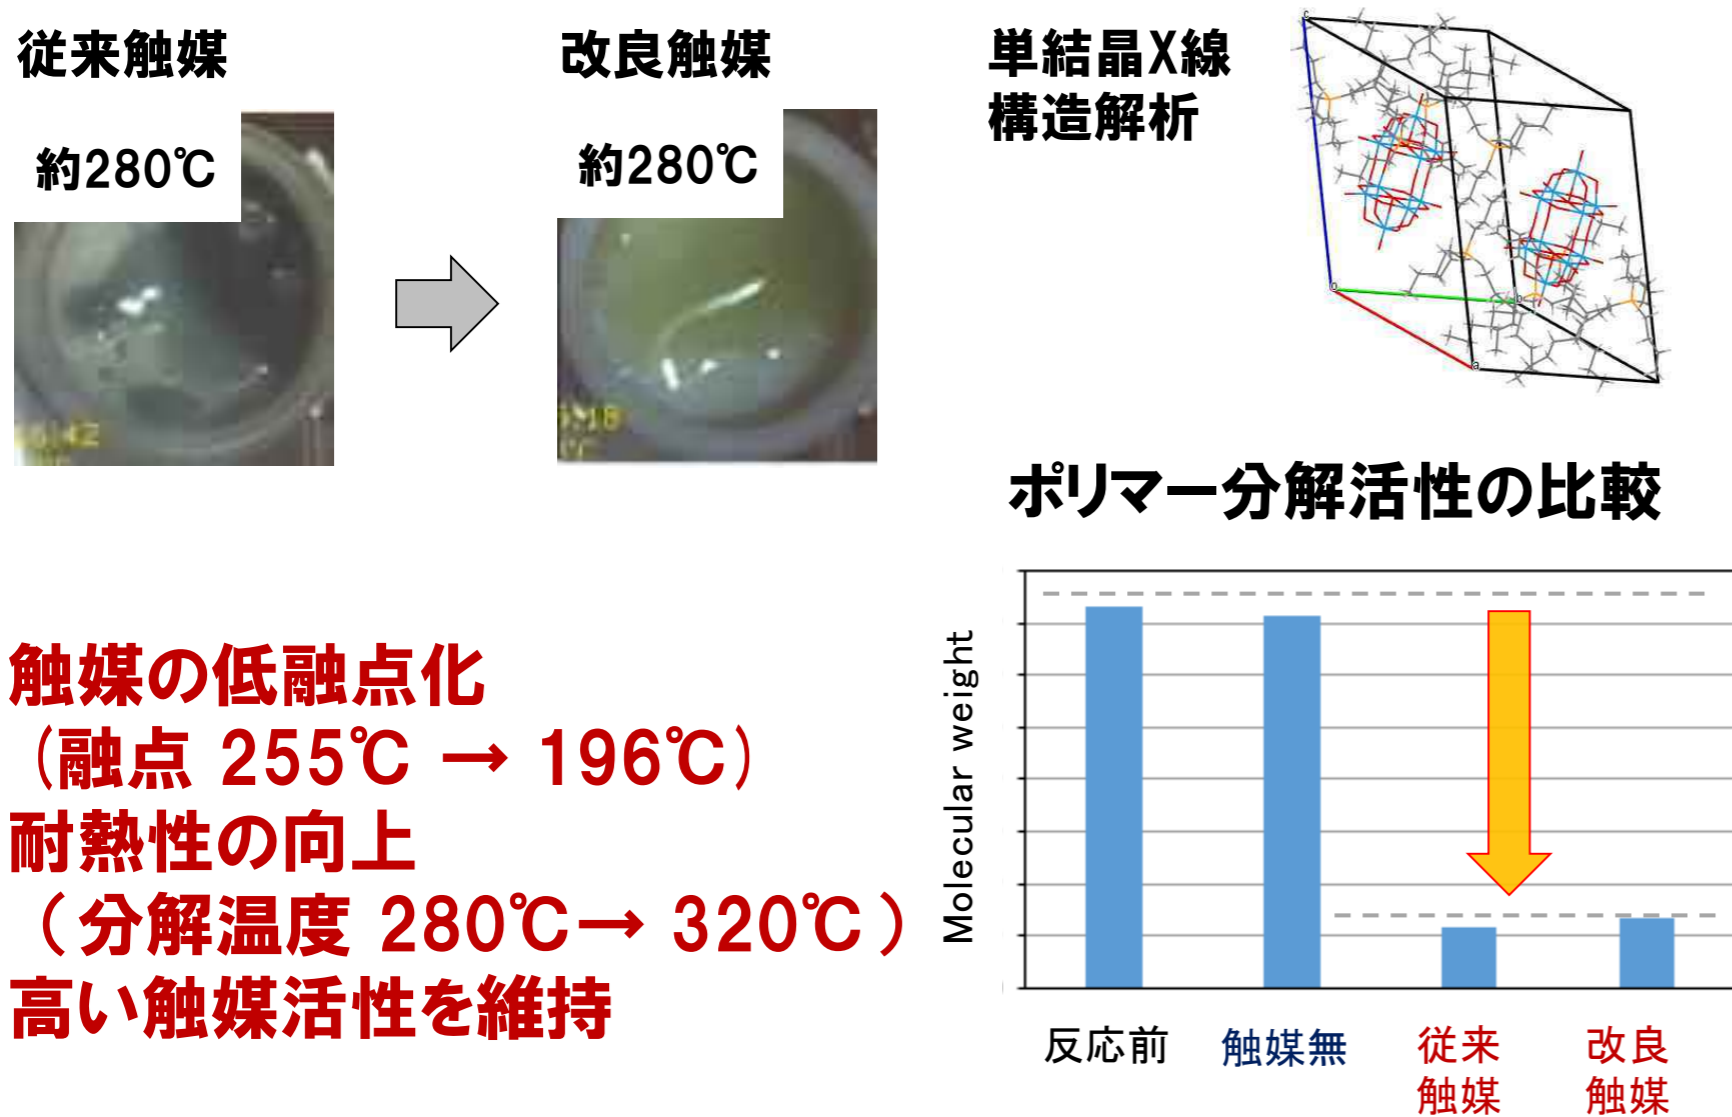 従来触媒
約280℃
改良触媒
約280℃
単結晶X線
構造解析
c
o
b
a
触媒の低融点化
（融点 255℃ → 196℃）
耐熱性の向上
（分解温度 280℃→ 320℃）
高い触媒活性を維持
ポリマー分解活性の比較
Molecular weight
反応前
触媒無
従来
触媒
改良
触媒